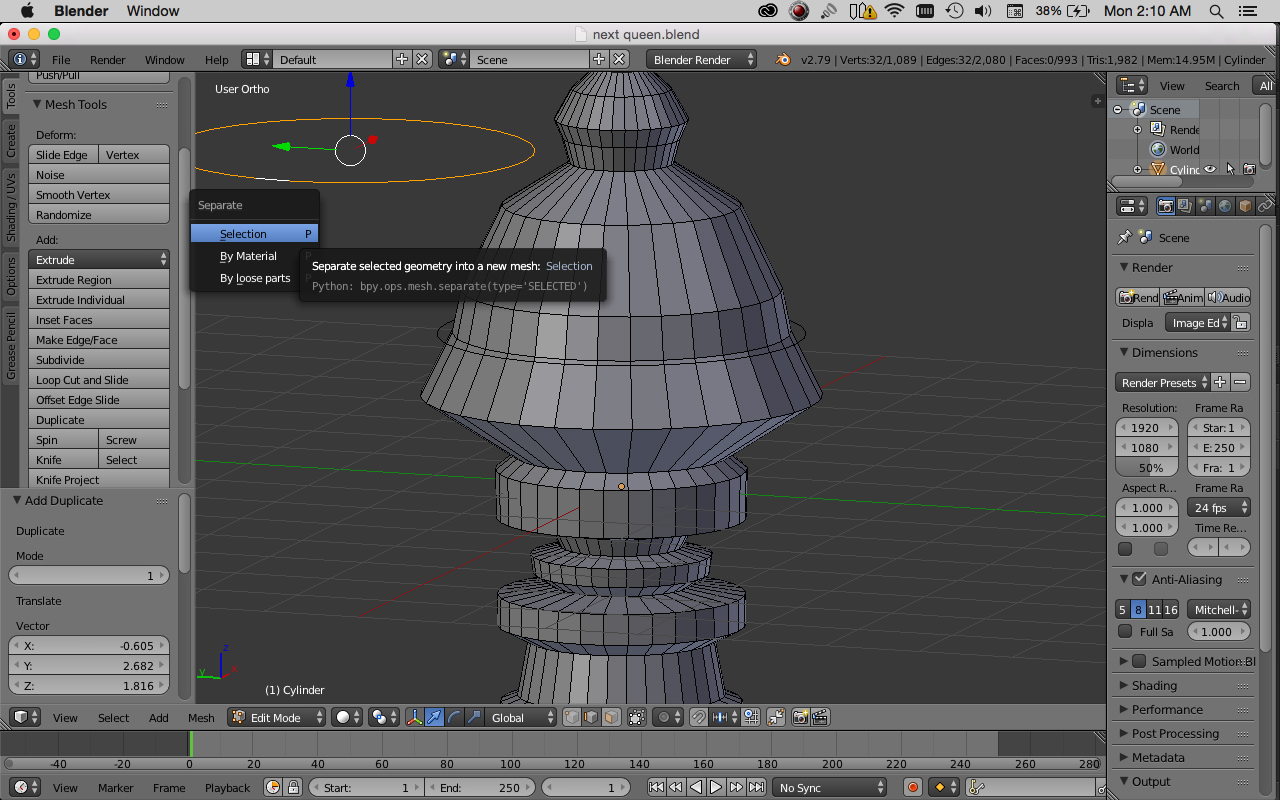 Blender Window 38% Mon 2:10 AM
next queen.blend
File Render Window Help Default Scene Blender Render v2.79 | Verts:32/1,089 | Edges:32/2,080 | Faces:0/993 | Tris:1,982 | Mem:14.95M | Cylinder
Tools
Create
Shading / UVs
Options
Grease Pencil
Push/Pull
Mesh Tools
Deform:
Slide Edge Vertex
Noise
Smooth Vertex
Randomize
Add:
Extrude
Extrude Region
Extrude Individual
Inset Faces
Make Edge/Face
Subdivide
Loop Cut and Slide
Offset Edge Slide
Duplicate
Spin Screw
Knife Select
Knife Project
Add Duplicate
Duplicate
Mode
1
Translate
Vector
X: -0.605
Y: 2.682
Z: 1.816
User Ortho
Separate
Selection P
By Material P
By loose parts P
Separate selected geometry into a new mesh: Selection
Python: bpy.ops.mesh.separate(type='SELECTED')
z
y x
(1) Cylinder
View Search All
Scene
Rende
World
Cylinc
Scene
Render
Rend Anim Audio
Displa Image Ed
Dimensions
Render Presets
Resolution: Frame Ra
1920 Star: 1
1080 E: 250
50% Fra: 1
Aspect R... Frame Ra
1.000 24 fps
1.000 Time Re...
Anti-Aliasing
5 8 11 16 Mitchell-
Full Sa 1.000
Sampled Motion Bl
Shading
Performance
Post Processing
Metadata
Output
View Select Add Mesh Edit Mode Global
-40 -20 0 20 40 60 80 100 120 140 160 180 200 220 240 260 280
View Marker Frame Playback Start: 1 End: 250 1 No Sync